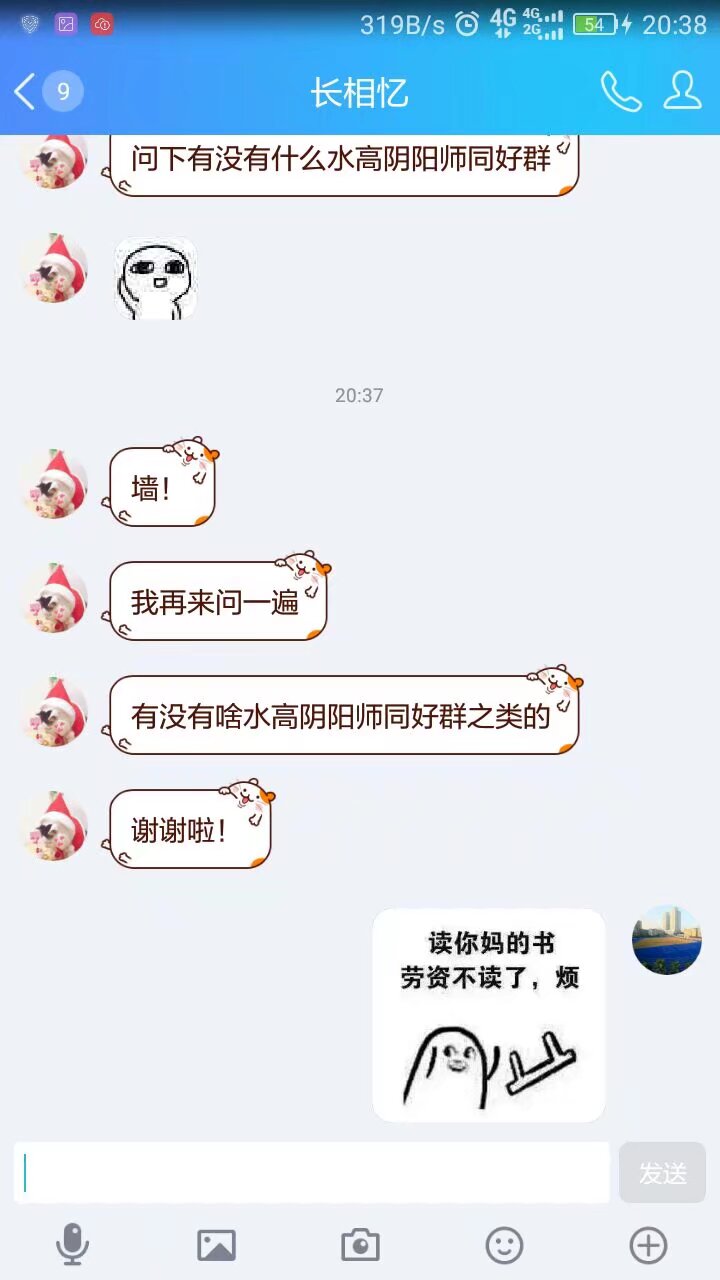 319B/s 4G 4G 2G 54 20:38
9 长相忆
问下有没有什么水高阴阳师同好群
20:37
墙！
我再来问一遍
有没有啥水高阴阳师同好群之类的
谢谢啦！
读你妈的书
劳资不读了，烦
发送